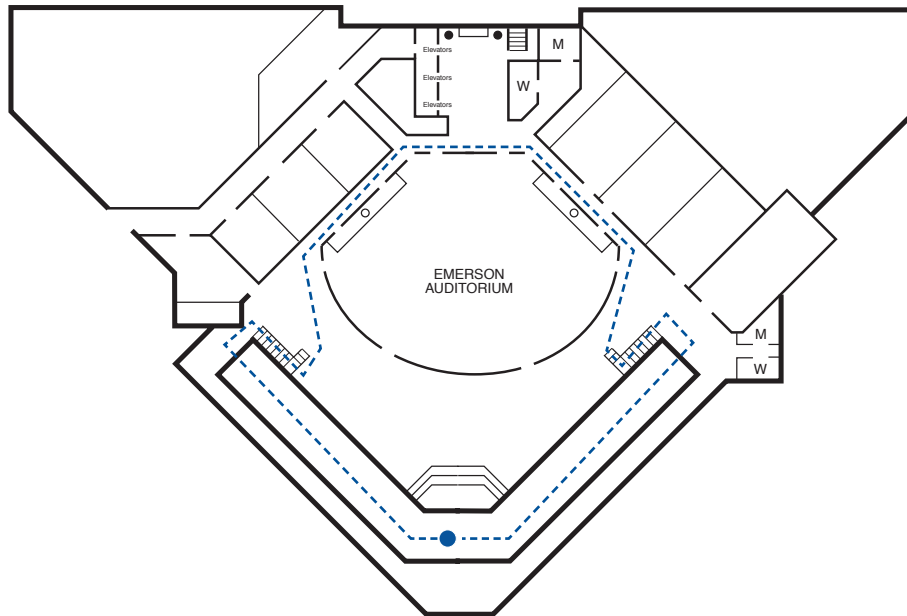 Elevators
M
Elevators
W
Elevators
EMERSON
AUDITORIUM
M
W